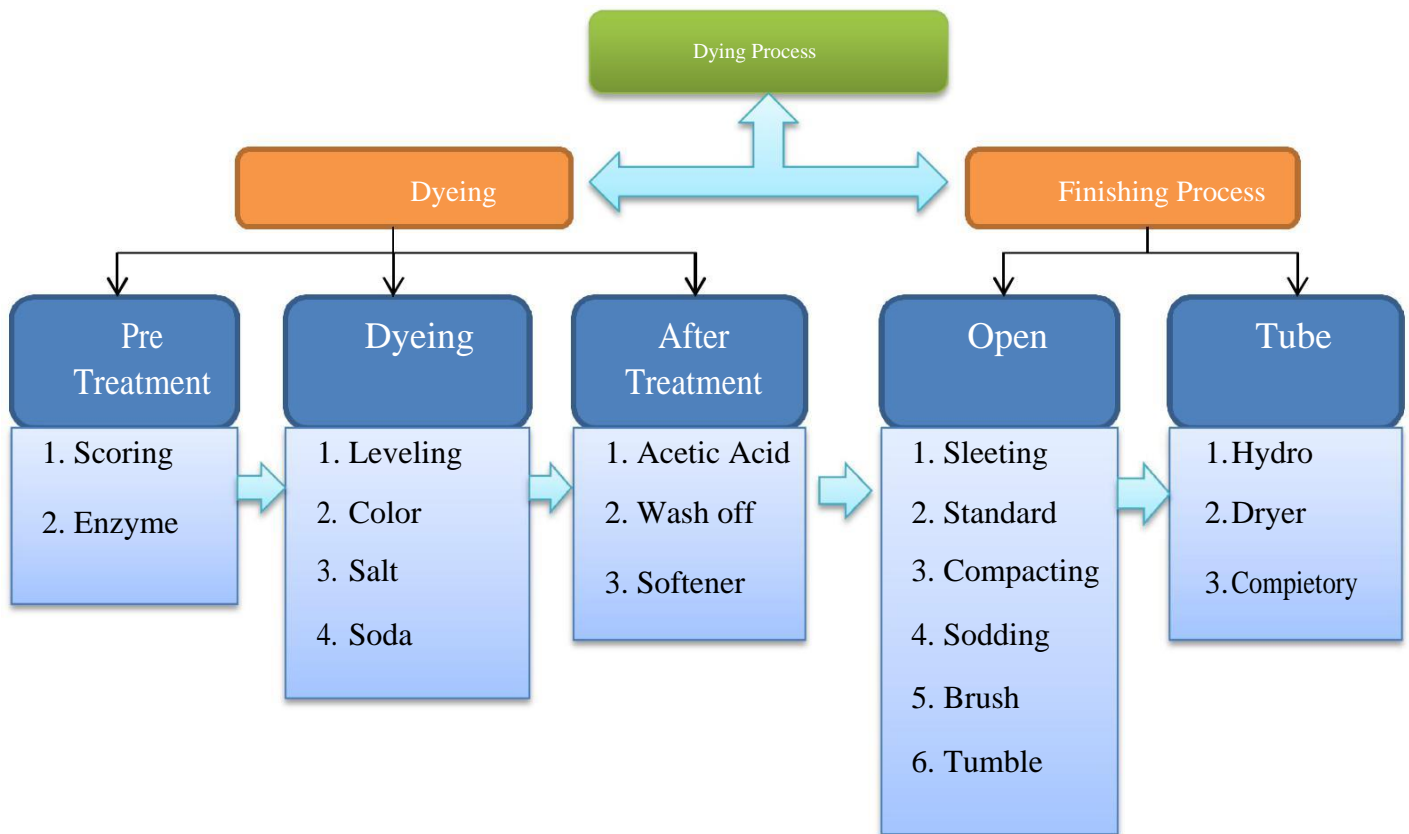 Dying Process
Dyeing
Finishing Process
Pre
Treatment
1. Scoring
2. Enzyme
Dyeing
1. Leveling
2. Color
3. Salt
4. Soda
After
Treatment
1. Acetic Acid
2. Wash off
3. Softener
Open
1. Sleeting
2. Standard
3. Compacting
4. Sodding
5. Brush
6. Tumble
Tube
1. Hydro
2. Dryer
3. Compietory